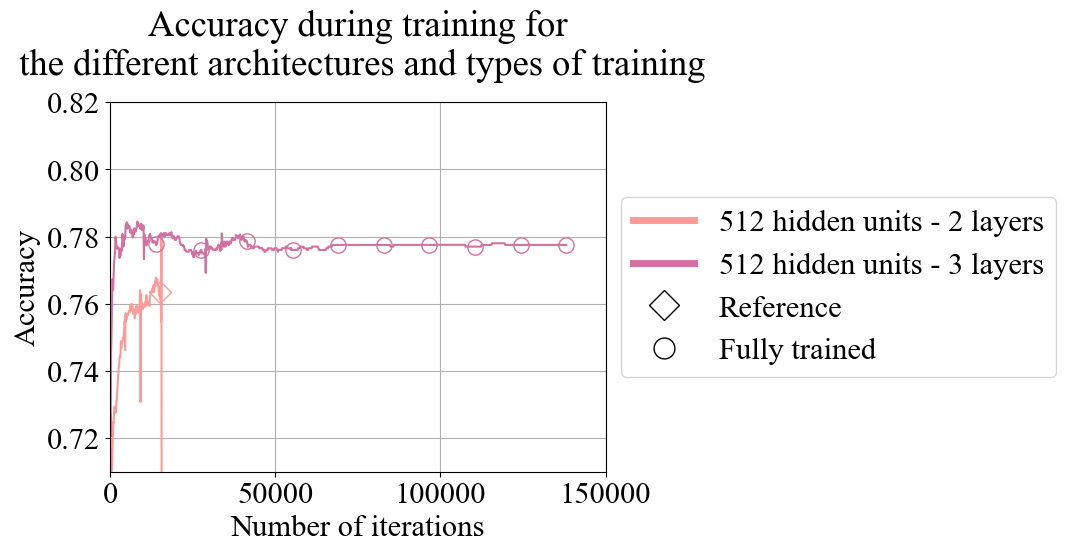 Accuracy during training for
the different architectures and types of training
0.82
0.80
0.78
0.76
0.74
0.72
Accuracy
0
50000
100000
150000
Number of iterations
512 hidden units - 2 layers
512 hidden units - 3 layers
Reference
Fully trained